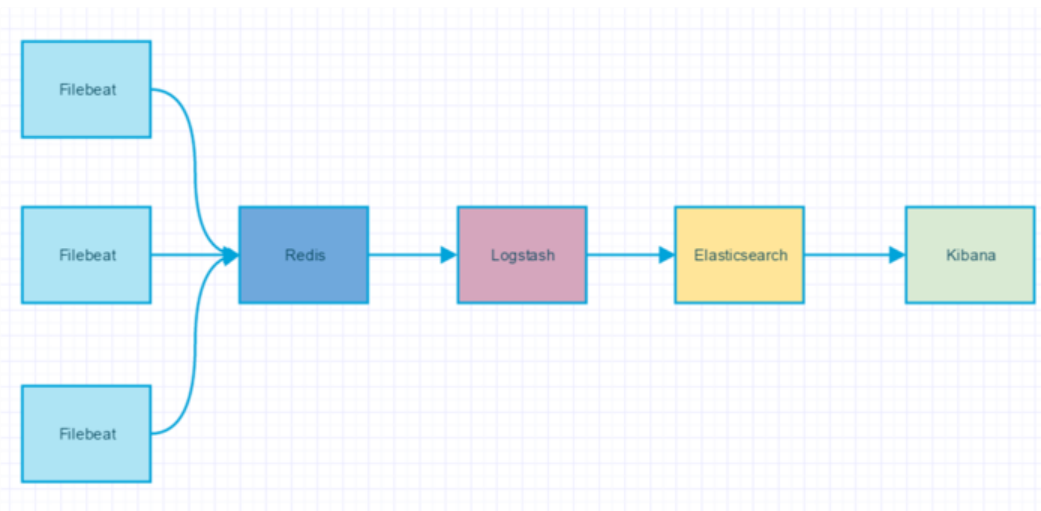 Filebeat
Filebeat
Redis
Logstash
Elasticsearch
Kibana
Filebeat